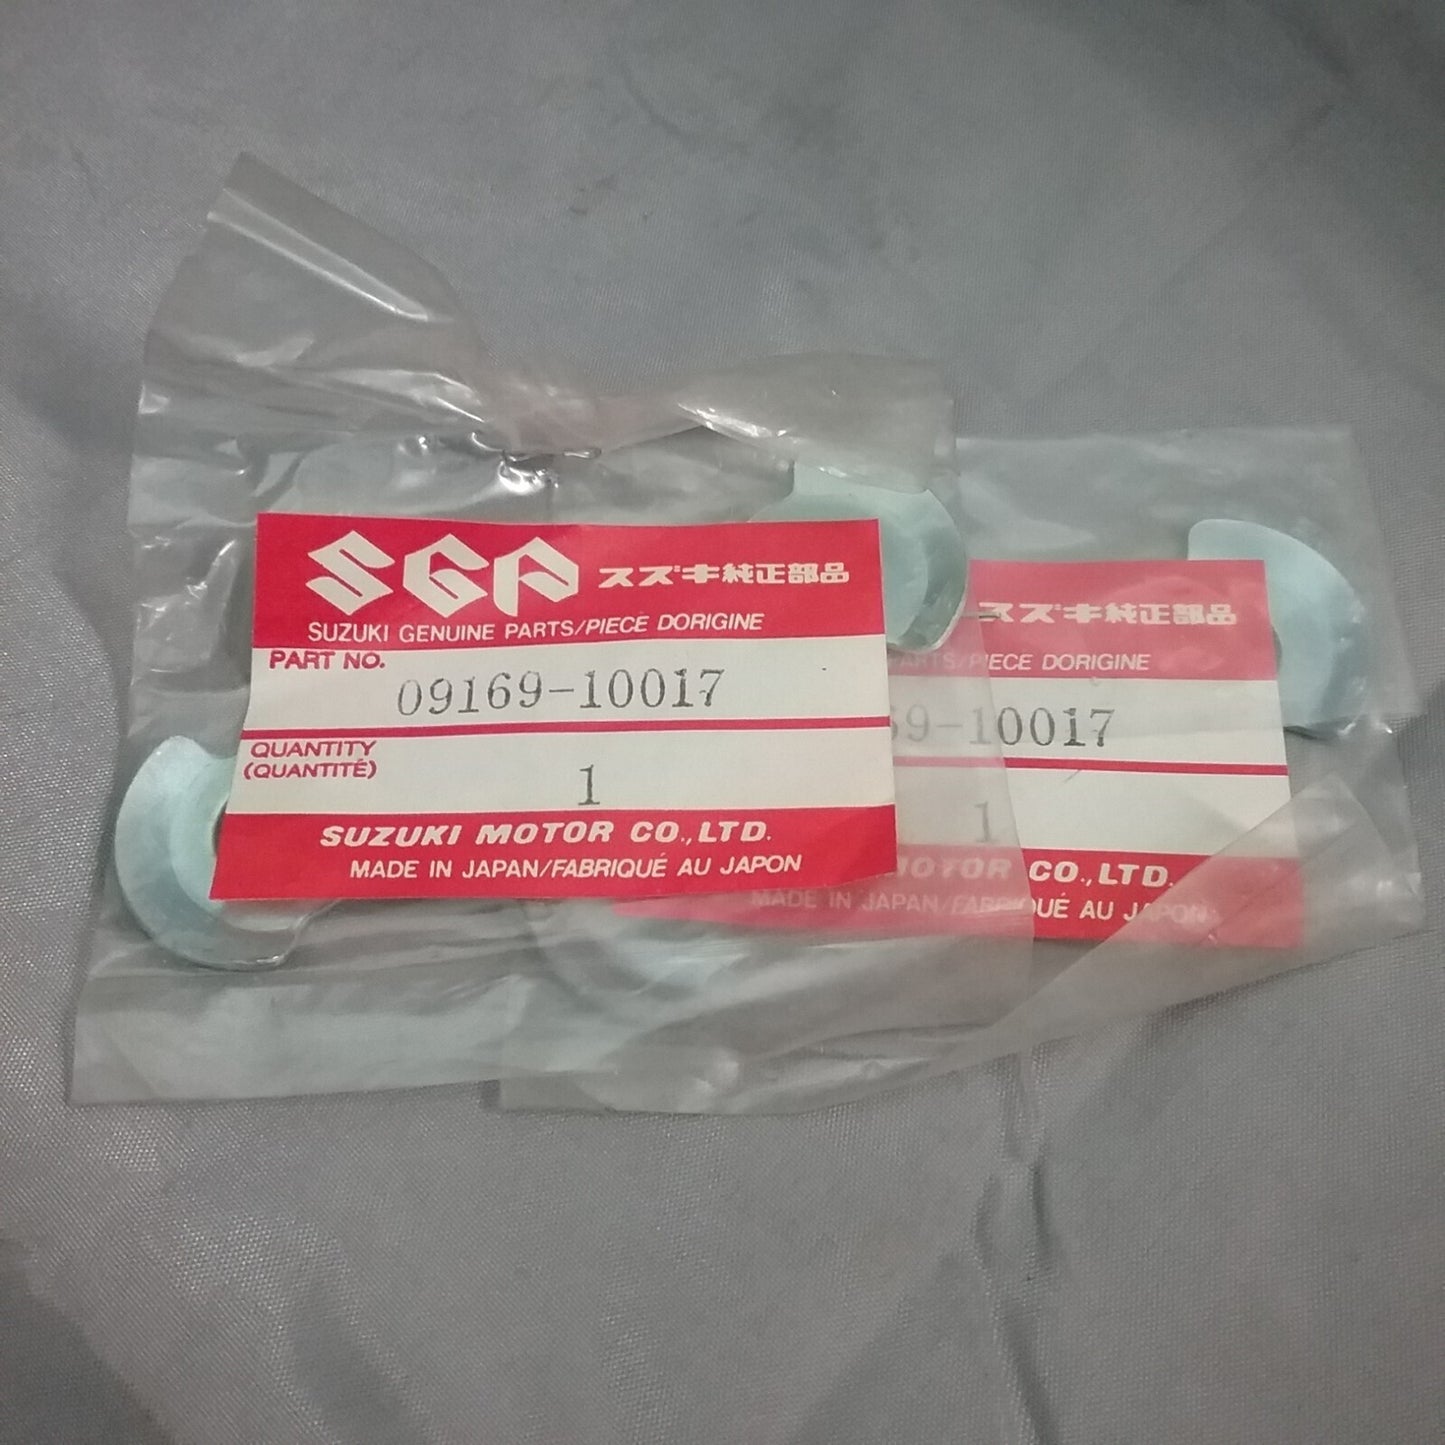 SGP スズキ純正部品
SUZUKI GENUINE PARTS/PIECE DORIGINE
PART NO.
09169-10017
QUANTITY
(QUANTITÉ)
1
SUZUKI MOTOR CO.,LTD.
MADE IN JAPAN/FABRIQUÉ AU JAPON
スズキ純正部品
PARTS/PIECE DORIGINE
69-10017
1
MOTOR CO.,LTD.
MADE IN JAPAN/FABRIQUÉ AU JAPON